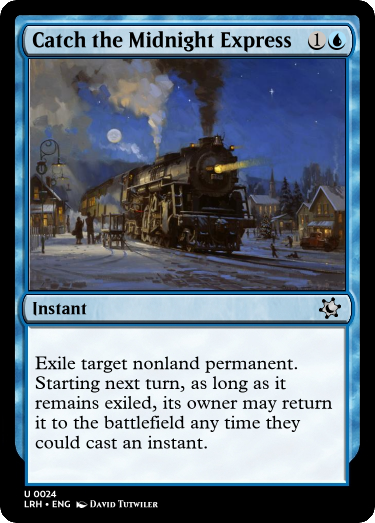 Catch the Midnight Express 1
Instant
Exile target nonland permanent.
Starting next turn, as long as it
remains exiled, its owner may return
it to the battlefield any time they
could cast an instant.
U 0024
LRH • ENG DAVID TUTWILER